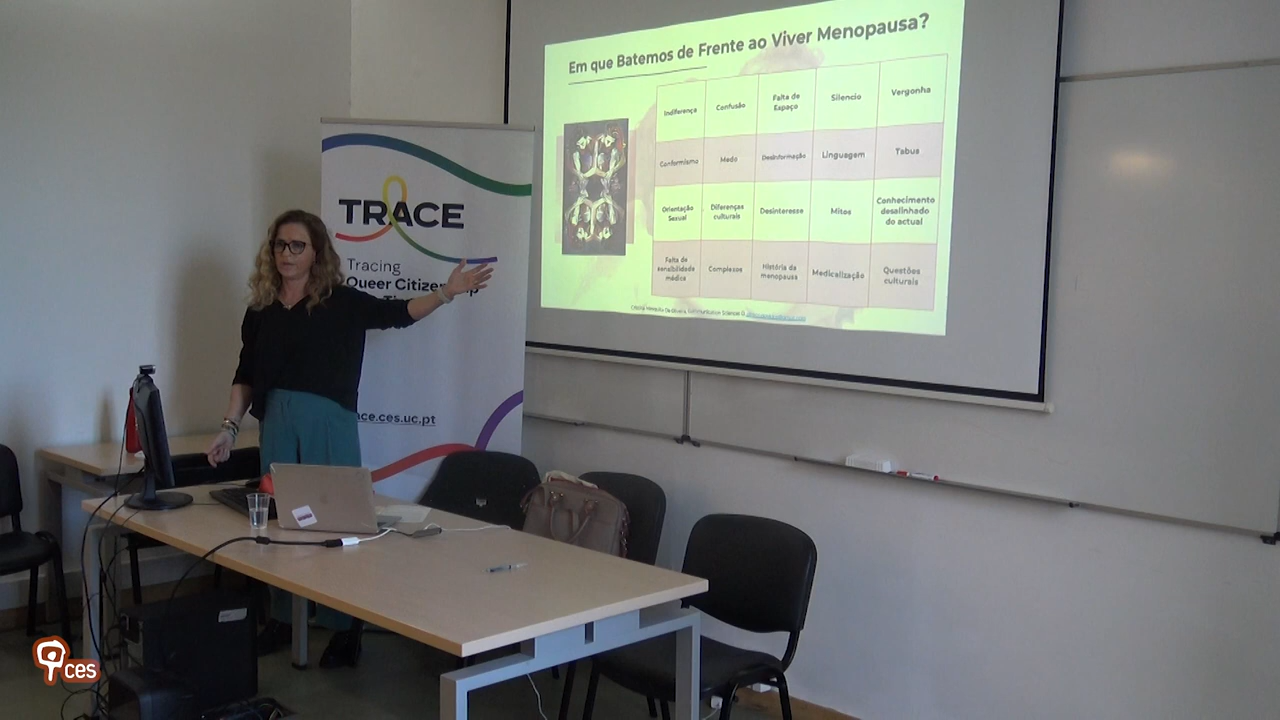 Em que Batemos de Frente ao Viver Menopausa?
Indiferença
Confusão
Falta de
Espaço
Silencio
Vergonha
Conformismo
Medo
Desinformação
Linguagem
Tabus
Orientação
Sexual
Diferenças
culturais
Desinteresse
Mitos
Conhecimento
desalinhado
do actual
Falta de
sensibilidade
médica
Complexos
História da
menopausa
Medicalização
Questões
culturais
TRACE
Tracing
Queer
ace.ces.uc.pt
ces